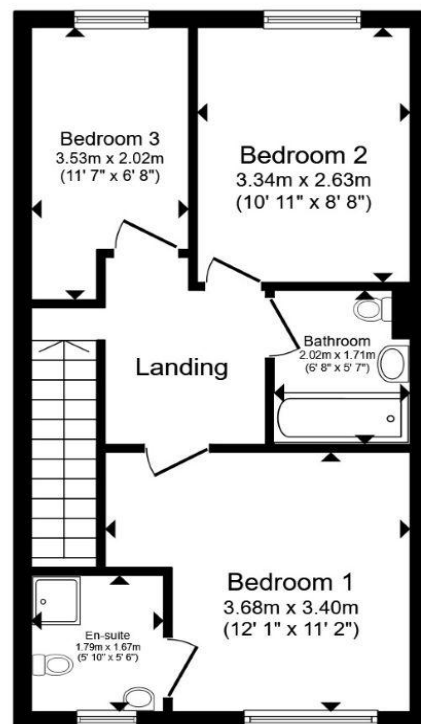 Bedroom 3
3.53m x 2.02m
(11' 7" x 6' 8")
Bedroom 2
3.34m x 2.63m
(10' 11" x 8' 8")
Bathroom
2.02m x 1.71m
(6' 8" x 5' 7")
Landing
Bedroom 1
3.68m x 3.40m
(12' 1" x 11' 2")
En-suite
1.79m x 1.67m
(5' 10" x 5' 6")